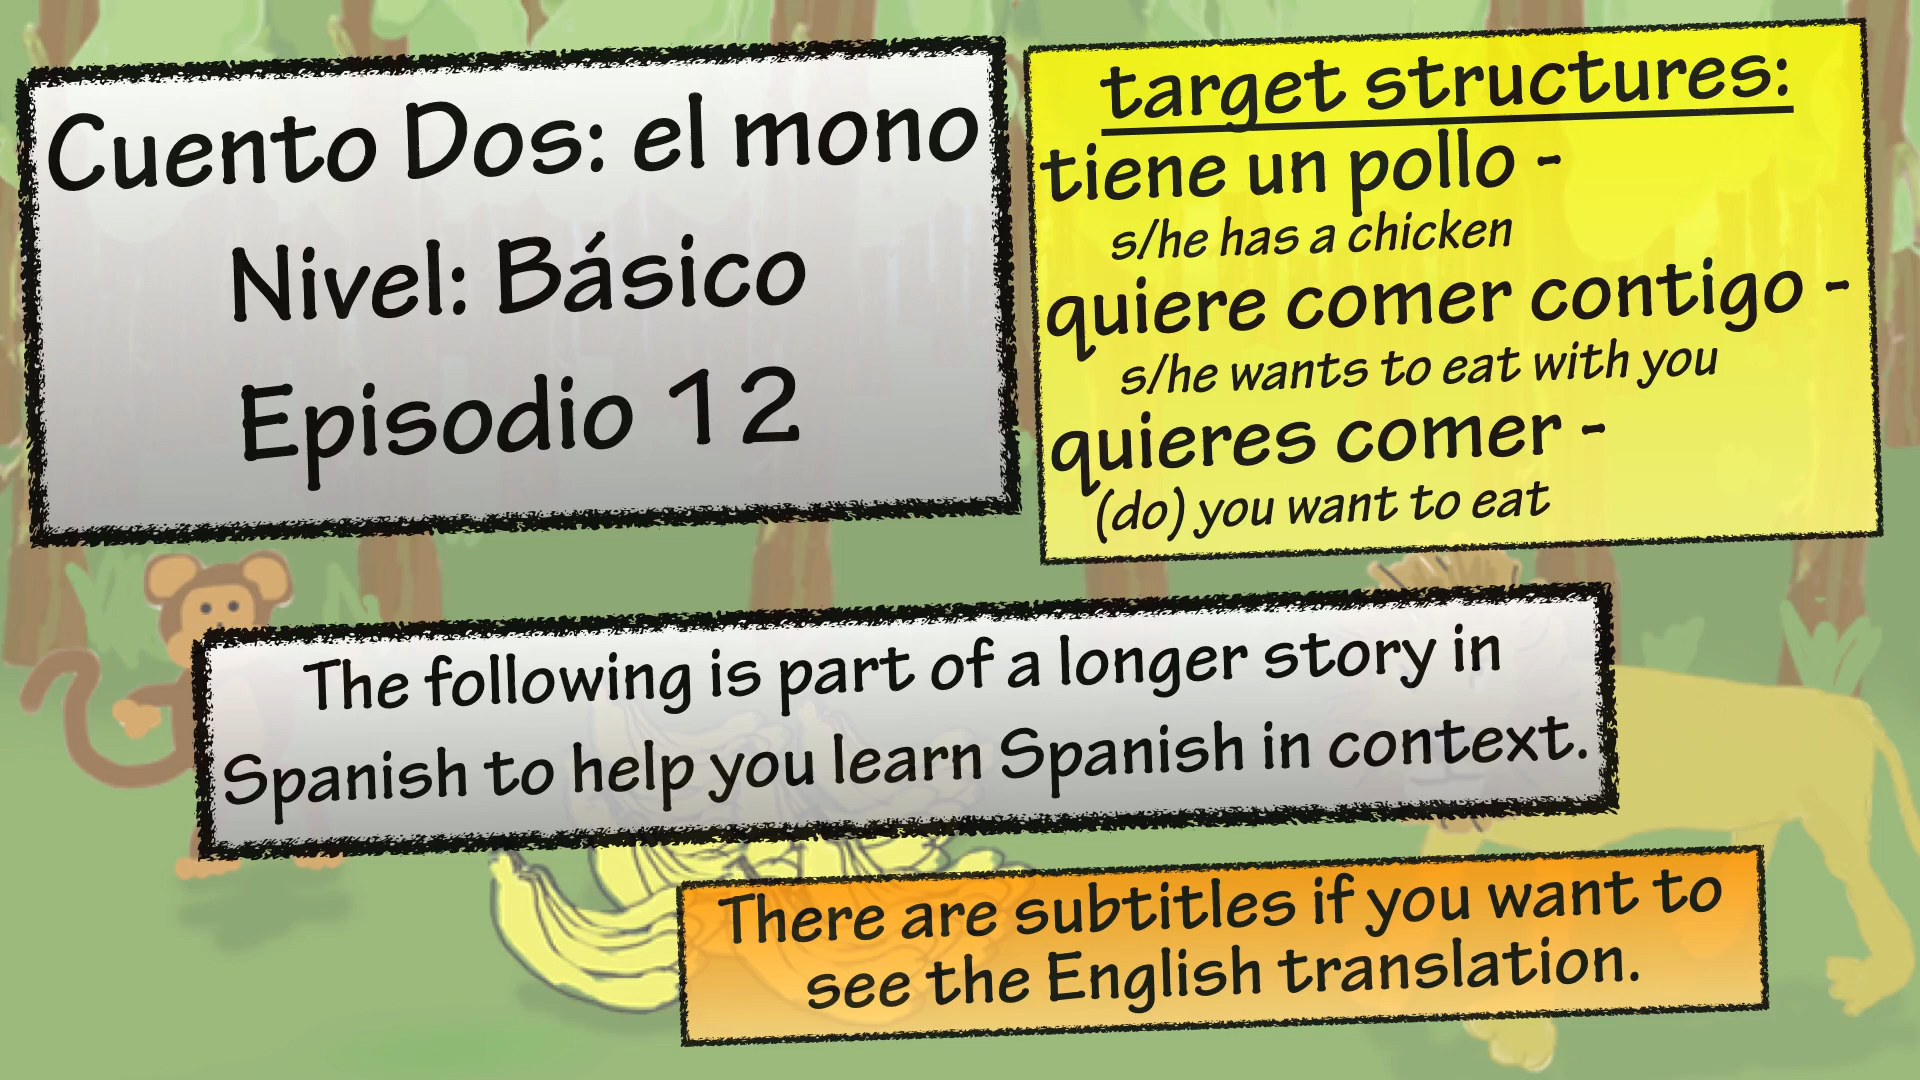 Cuento Dos: el mono
Nivel: Básico
Episodio 12
target structures:
tiene un pollo -
s/he has a chicken
quiere comer contigo -
s/he wants to eat with you
quieres comer -
(do) you want to eat
The following is part of a longer story in
Spanish to help you learn Spanish in context.
There are subtitles if you want to
see the English translation.